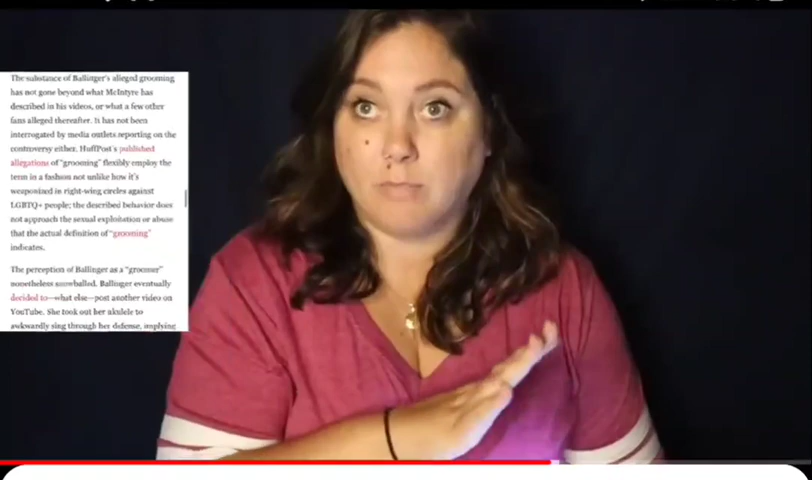 The substance of Ballinger's alleged grooming
has not gone beyond what McIntyre has
described in his videos, or what a few other
fans alleged thereafter. It has not been
interrogated by media outlets reporting on the
controversy either. HuffPost's published
allegations of "grooming" flexibly employ the
term in a fashion not unlike how it's
weaponized in right-wing circles against
LGBTQ+ people; the described behavior does
not approach the sexual exploitation or abuse
that the actual definition of "grooming"
indicates.
The perception of Ballinger as a "groomer"
nonetheless snowballed. Ballinger eventually
decided to—what else—post another video on
YouTube. She took out her ukulele to
awkwardly sing through her defense, implying